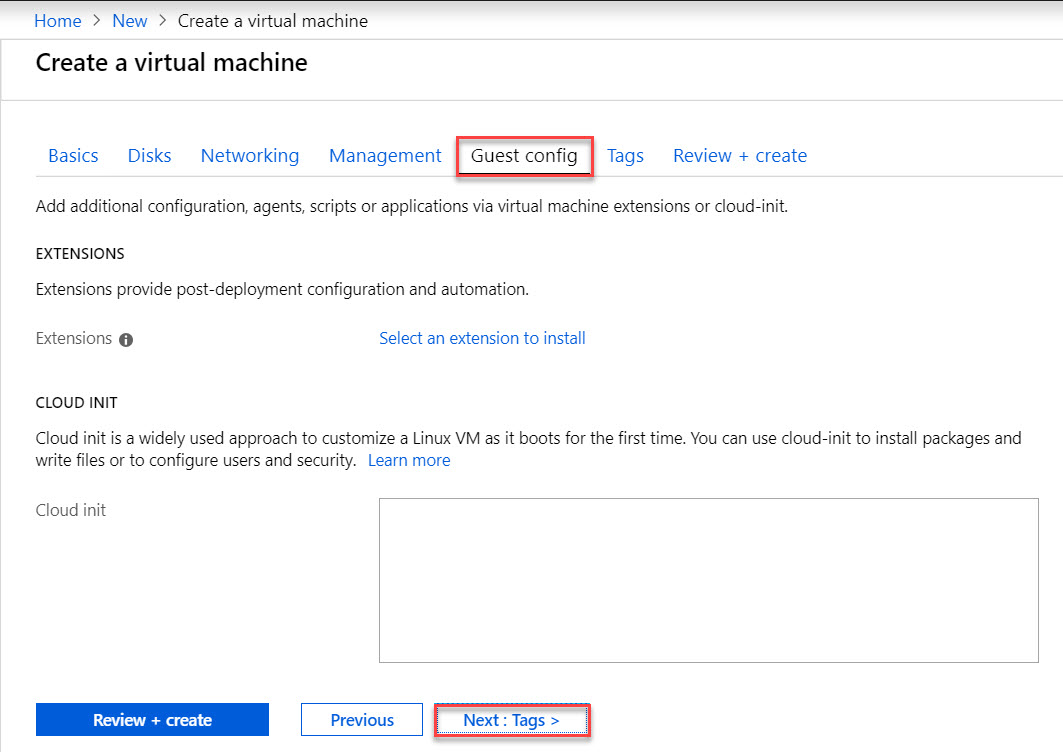 Home > New > Create a virtual machine
Create a virtual machine
Basics Disks Networking Management Guest config Tags Review + create
Add additional configuration, agents, scripts or applications via virtual machine extensions or cloud-init.
EXTENSIONS
Extensions provide post-deployment configuration and automation.
Extensions Select an extension to install
CLOUD INIT
Cloud init is a widely used approach to customize a Linux VM as it boots for the first time. You can use cloud-init to install packages and
write files or to configure users and security. Learn more
Cloud init
Review + create Previous Next : Tags >